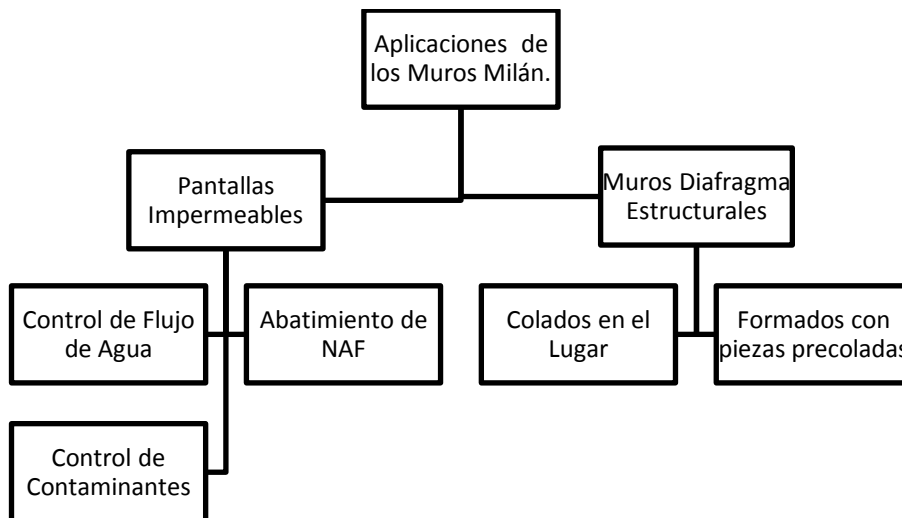 Aplicaciones de
los Muros Milán.
Pantallas
Impermeables
Muros Diafragma
Estructurales
Control de Flujo
de Agua
Abatimiento de
NAF
Colados en el
Lugar
Formados con
piezas precoladas
Control de
Contaminantes